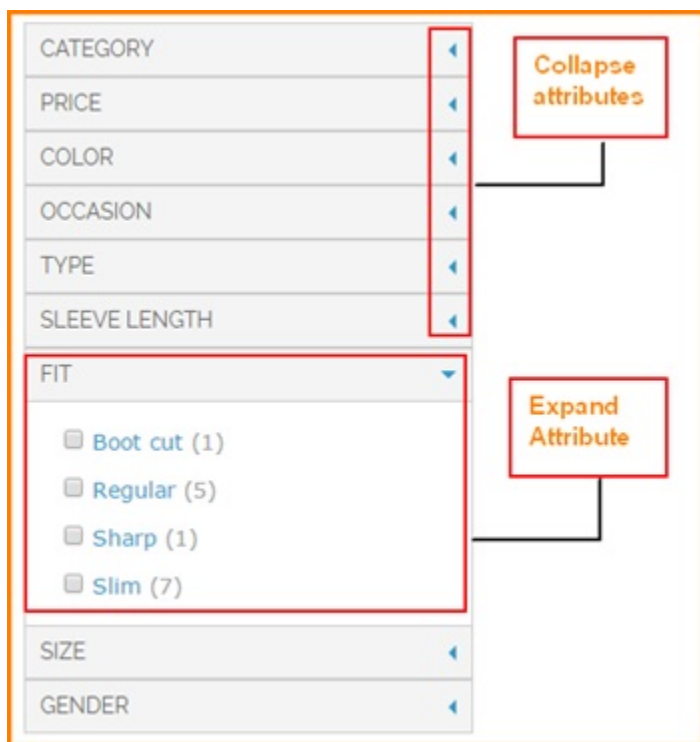 CATEGORY
PRICE
COLOR
OCCASION
TYPE
SLEEVE LENGTH
FIT
Boot cut (1)
Regular (5)
Sharp (1)
Slim (7)
SIZE
GENDER
Collapse
attributes
Expand
Attribute